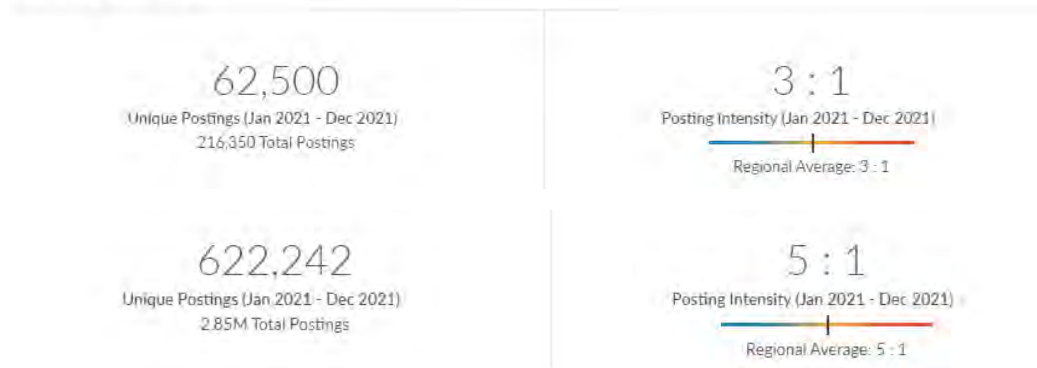 62,500
Unique Postings (Jan 2021 - Dec 2021)
216,350 Total Postings
3 : 1
Posting Intensity (Jan 2021 - Dec 2021)
Regional Average: 3 : 1
622,242
Unique Postings (Jan 2021 - Dec 2021)
2.85M Total Postings
5 : 1
Posting Intensity (Jan 2021 - Dec 2021)
Regional Average: 5 : 1